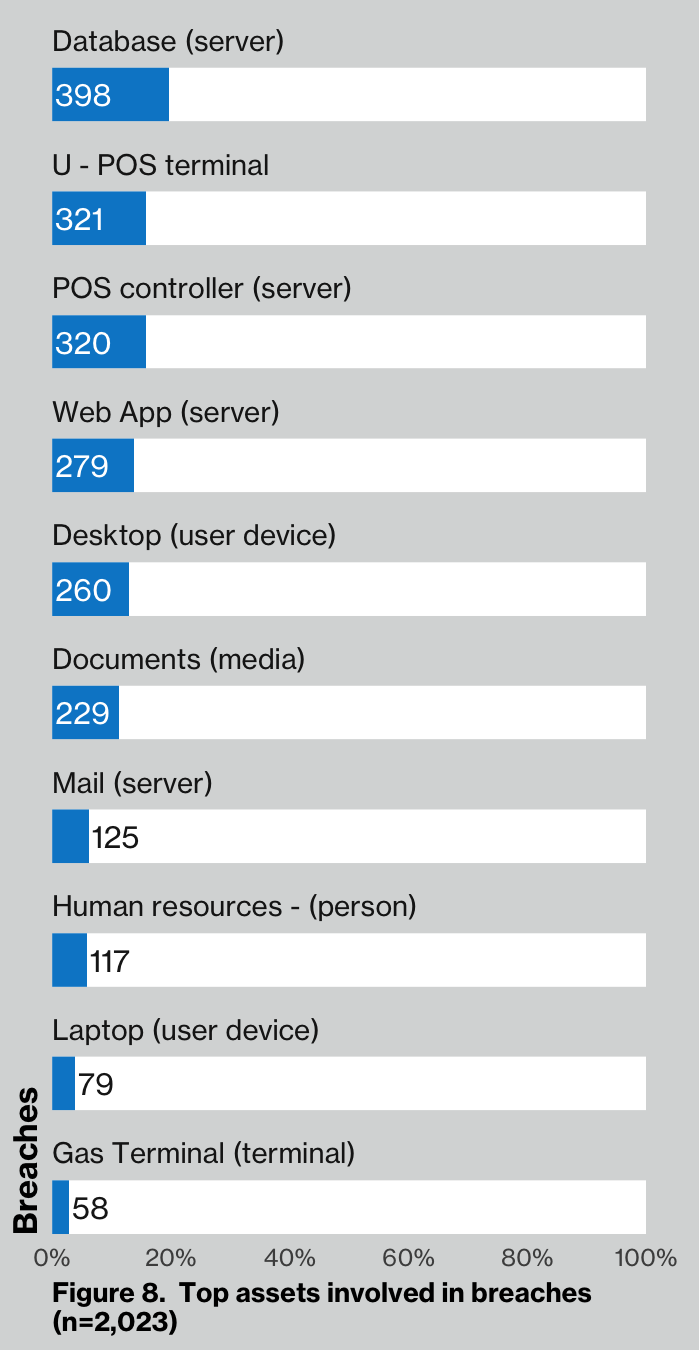 Database (server)
398
U - POS terminal
321
POS controller (server)
320
Web App (server)
279
Desktop (user device)
260
Documents (media)
229
Mail (server)
125
Human resources - (person)
117
Laptop (user device)
79
Gas Terminal (terminal)
58
Breaches
0% 20% 40% 60% 80% 100%
Figure 8. Top assets involved in breaches
(n=2,023)